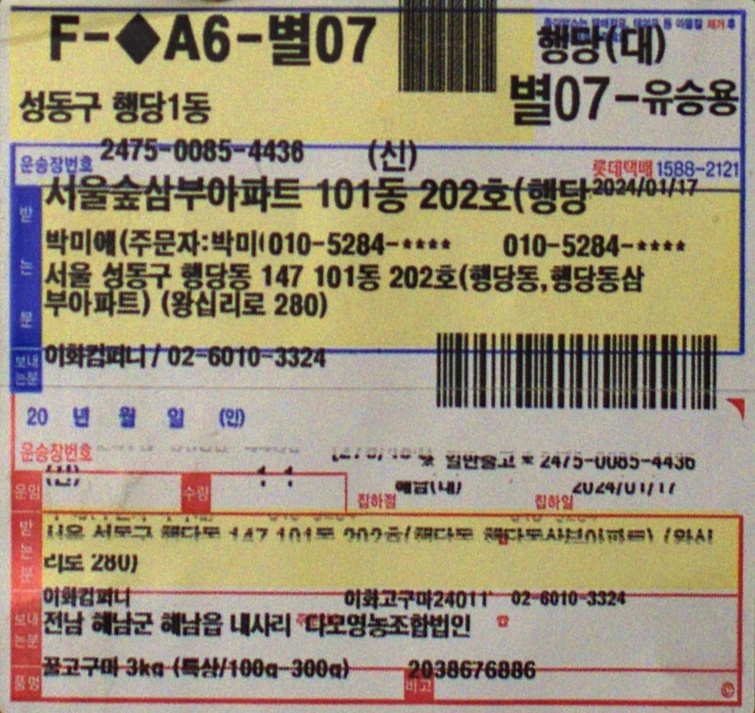 F-◆A6-별07
행당(대)
성동구 행당1동
별07-유승용
운송장번호 2475-0085-4436 (신)
롯데택배 1588-2121
서울숲삼부아파트 101동 202호(행당 2024/01/17
받는분
박미애(주문자:박미( 010-5284-**** 010-5284-****
서울 성동구 행당동 147 101동 202호(행당동,행당동삼
부아파트) (왕십리로 280)
보내는분 이화컴퍼니 / 02-6010-3324
20 년 월 일 (인)
운송장번호
일반출고 * 2475-0085-4436
운임 (신) 수량 1 1
집하점 해남(대) 집하일 2024/01/17
받는분
서울 성동구 행당동 147 101동 202호(행당동,행당동삼부아파트) (왕십
리로 280)
이화컴퍼니 이화고구마24011 02-6010-3324
보내는분 전남 해남군 해남읍 내사리 다모영농조합법인
품명 꿀고구마 3kg (특상/100g-300g) 비고 2038676886